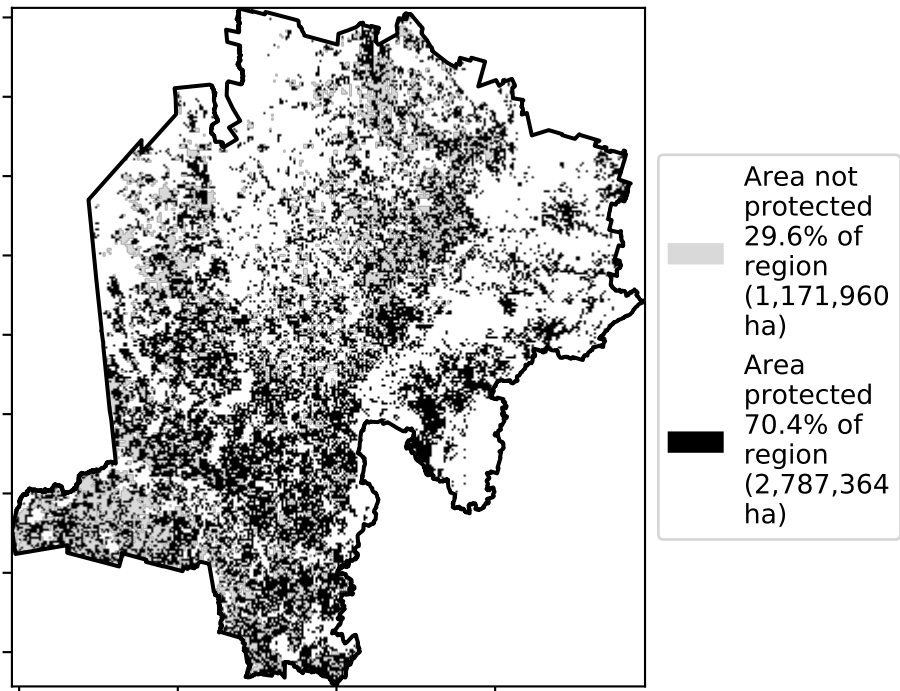 Area not
protected
29.6% of
region
(1,171,960
ha)
Area
protected
70.4% of
region
(2,787,364
ha)